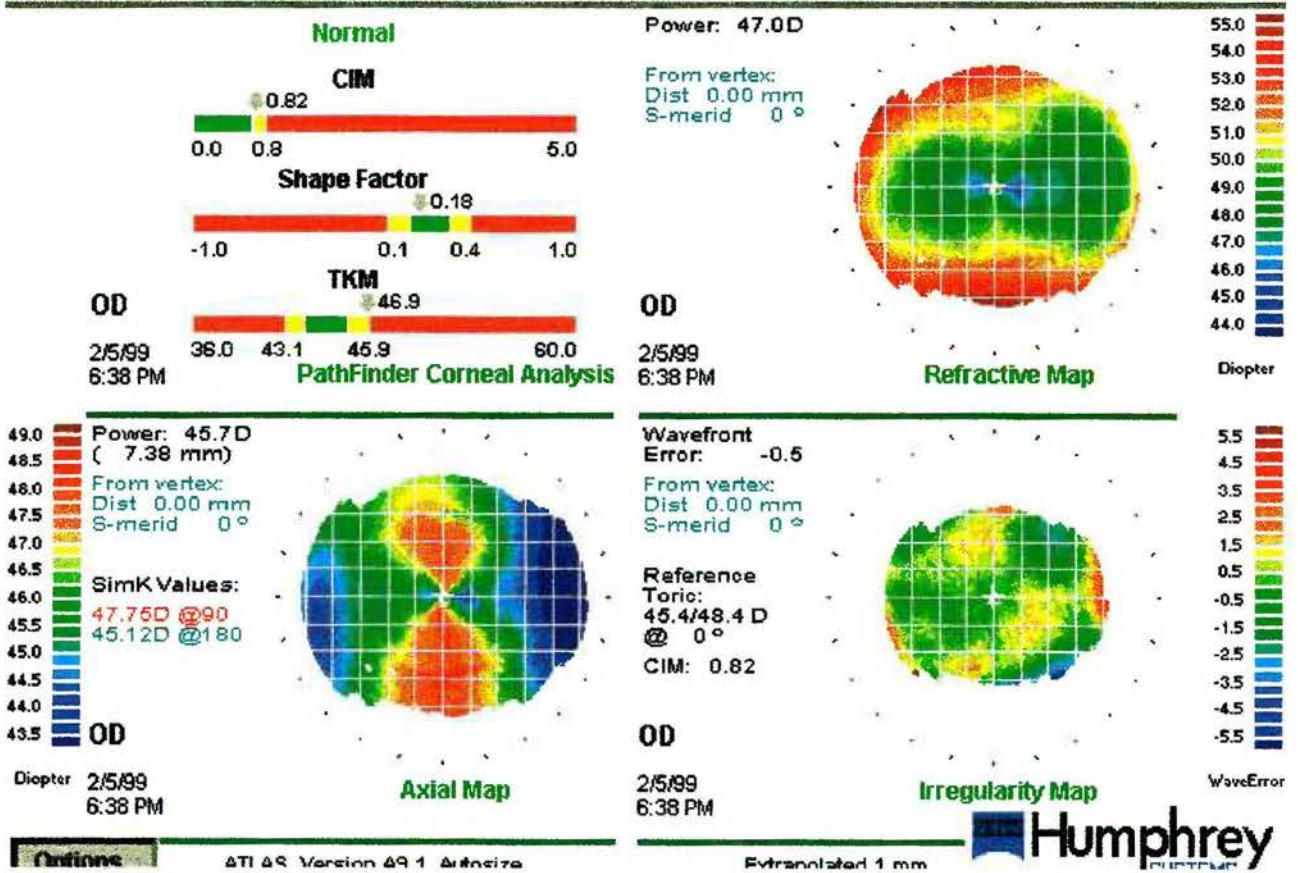 Normal
CIM
0.82
0.0 0.8 5.0
Shape Factor
0.18
-1.0 0.1 0.4 1.0
TKM
46.9
OD
36.0 43.1 45.9 60.0
2/5/99
6:38 PM
PathFinder Corneal Analysis
Power: 47.0D
From vertex:
Dist 0.00 mm
S-merid 0 °
OD
2/5/99
6:38 PM
Refractive Map
55.0
54.0
53.0
52.0
51.0
50.0
49.0
48.0
47.0
46.0
45.0
44.0
Diopter
49.0
48.5
48.0
47.5
47.0
46.5
46.0
45.5
45.0
44.5
44.0
43.5
Diopter
Power: 45.7D
( 7.38 mm)
From vertex:
Dist 0.00 mm
S-merid 0 °
SimK Values:
47.75D @90
45.12D @180
OD
2/5/99
6:38 PM
Axial Map
Wavefront
Error: -0.5
From vertex:
Dist 0.00 mm
S-merid 0 °
Reference
Toric:
45.4/48.4 D
@ 0 °
CIM: 0.82
OD
2/5/99
6:38 PM
Irregularity Map
5.5
4.5
3.5
2.5
1.5
0.5
-0.5
-1.5
-2.5
-3.5
-4.5
-5.5
WaveError
ZEISS Humphrey
SYSTEMS
Options
ATLAS Version A9.1 Autosize
Extrapolated 1 mm